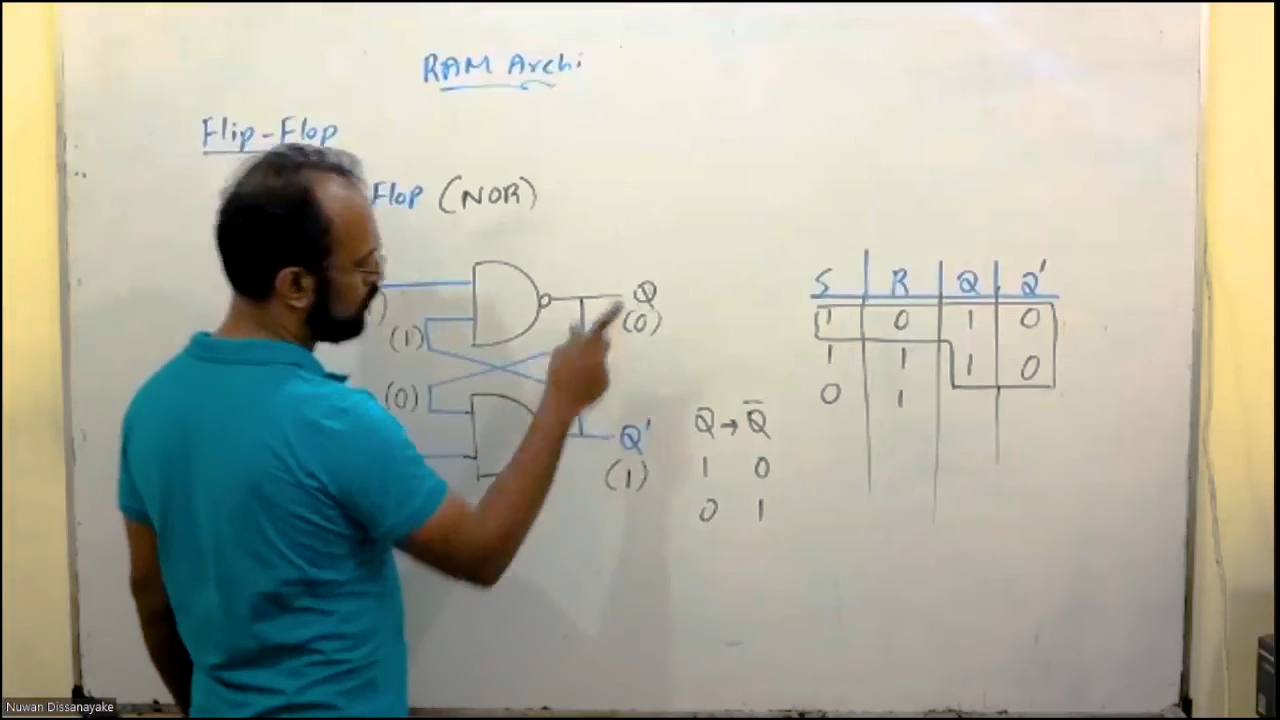 RAM Archi
Flip-Flop
Flop (NOR)
Q
(0)
(1)
(0)
Q'
(1)
Q → Q̅
1 0
0 1
S R Q Q'
1 0 1 0
1 1 1 0
0 1
Nuwan Dissanayake